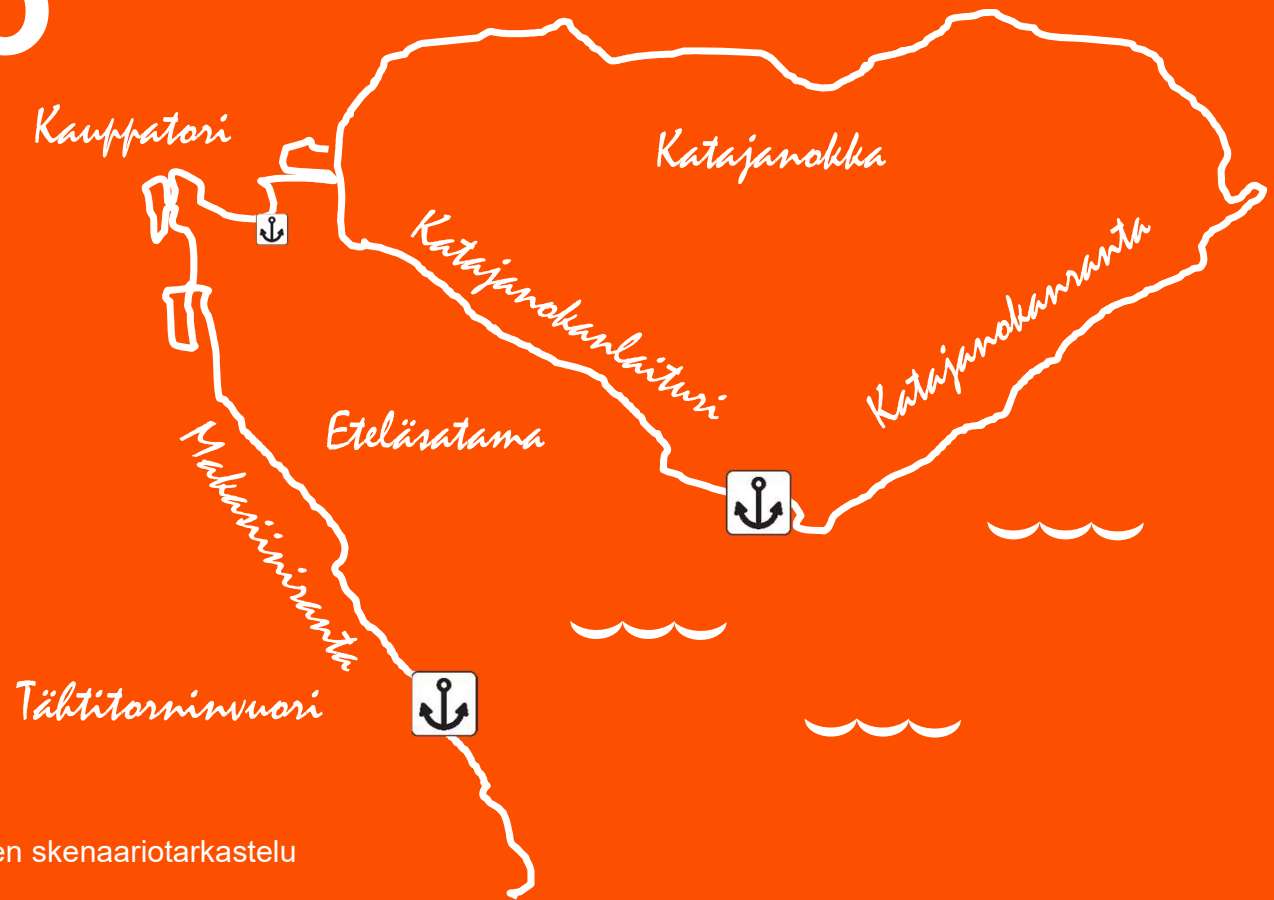 Kauppatori
Katajanokka
Katajanokanlaituri
Katajanokanranta
Eteläsatama
Makasiiniranta
Tähtitorninvuori
en skenaariotarkastelu